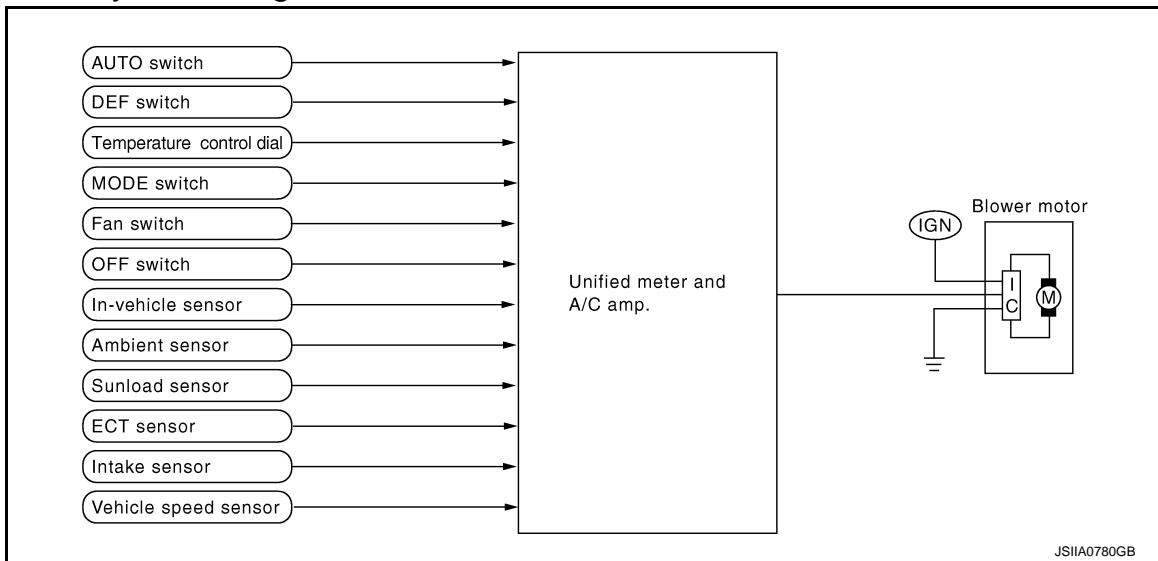 AUTO switch
DEF switch
Temperature control dial
MODE switch
Fan switch
OFF switch
In-vehicle sensor
Ambient sensor
Sunload sensor
ECT sensor
Intake sensor
Vehicle speed sensor
Unified meter and
A/C amp.
Blower motor
IGN
I
C
M
JSIIA0780GB